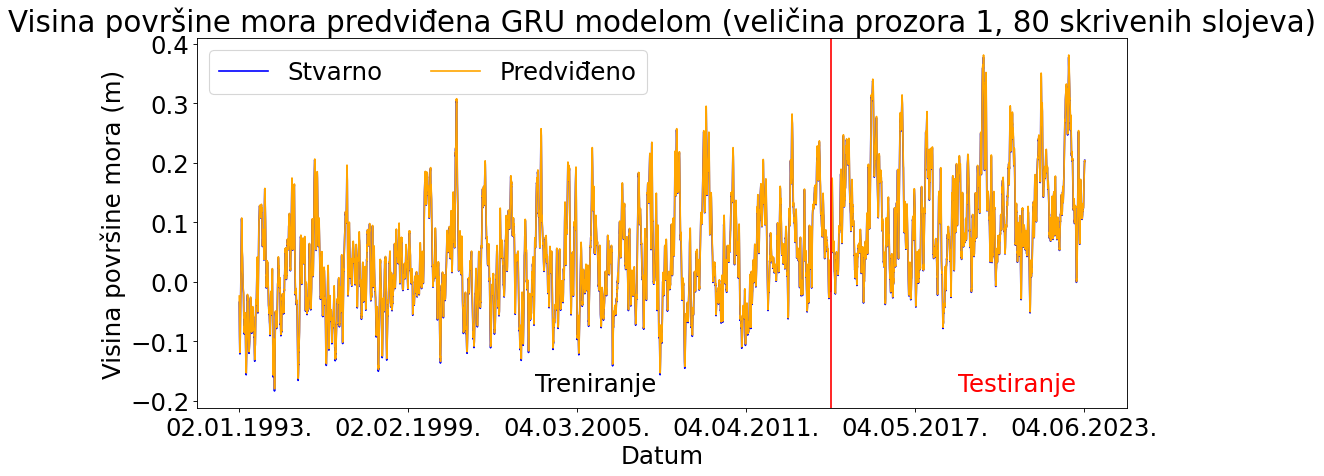 Visina površine mora predviđena GRU modelom (veličina prozora 1, 80 skrivenih slojeva)
Stvarno Predviđeno
Visina površine mora (m)
0.4
0.3
0.2
0.1
0.0
−0.1
−0.2
Treniranje Testiranje
02.01.1993. 02.02.1999. 04.03.2005. 04.04.2011. 04.05.2017. 04.06.2023.
Datum